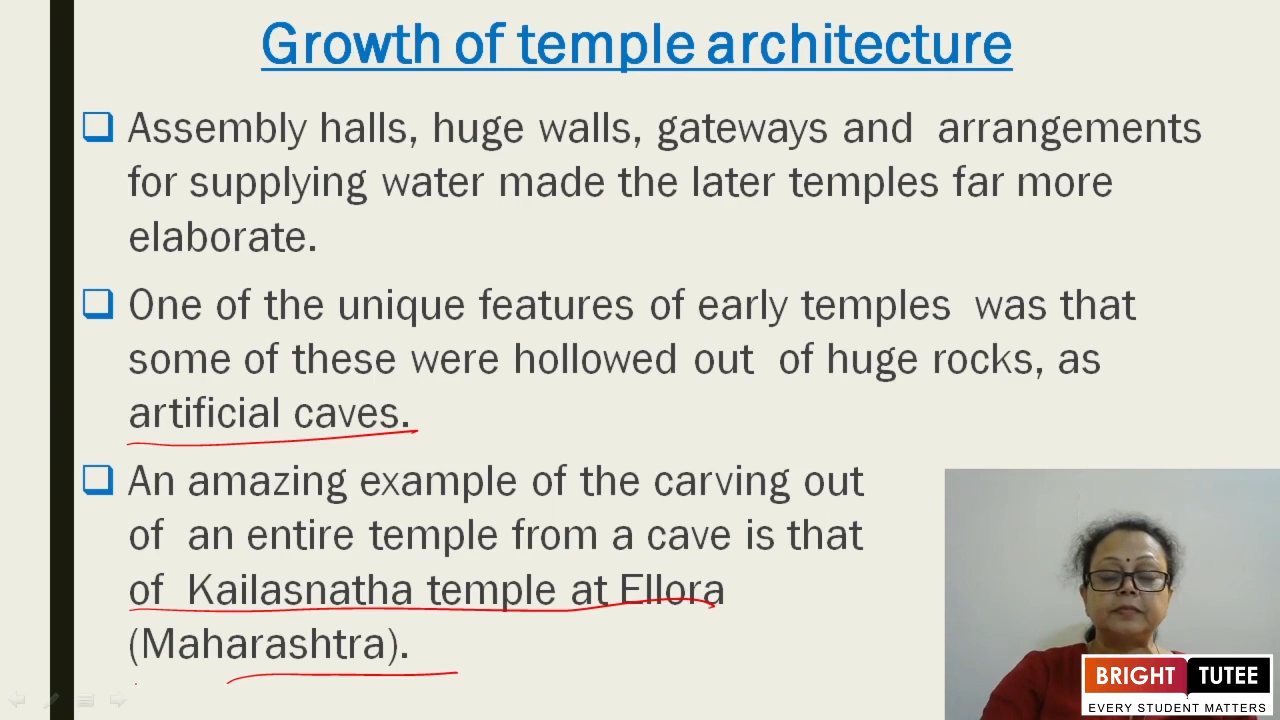 Growth of temple architecture
Assembly halls, huge walls, gateways and arrangements
for supplying water made the later temples far more
elaborate.
One of the unique features of early temples was that
some of these were hollowed out of huge rocks, as
artificial caves.
An amazing example of the carving out
of an entire temple from a cave is that
of Kailasnatha temple at Ellora
(Maharashtra).
BRIGHT TUTEE
EVERY STUDENT MATTERS